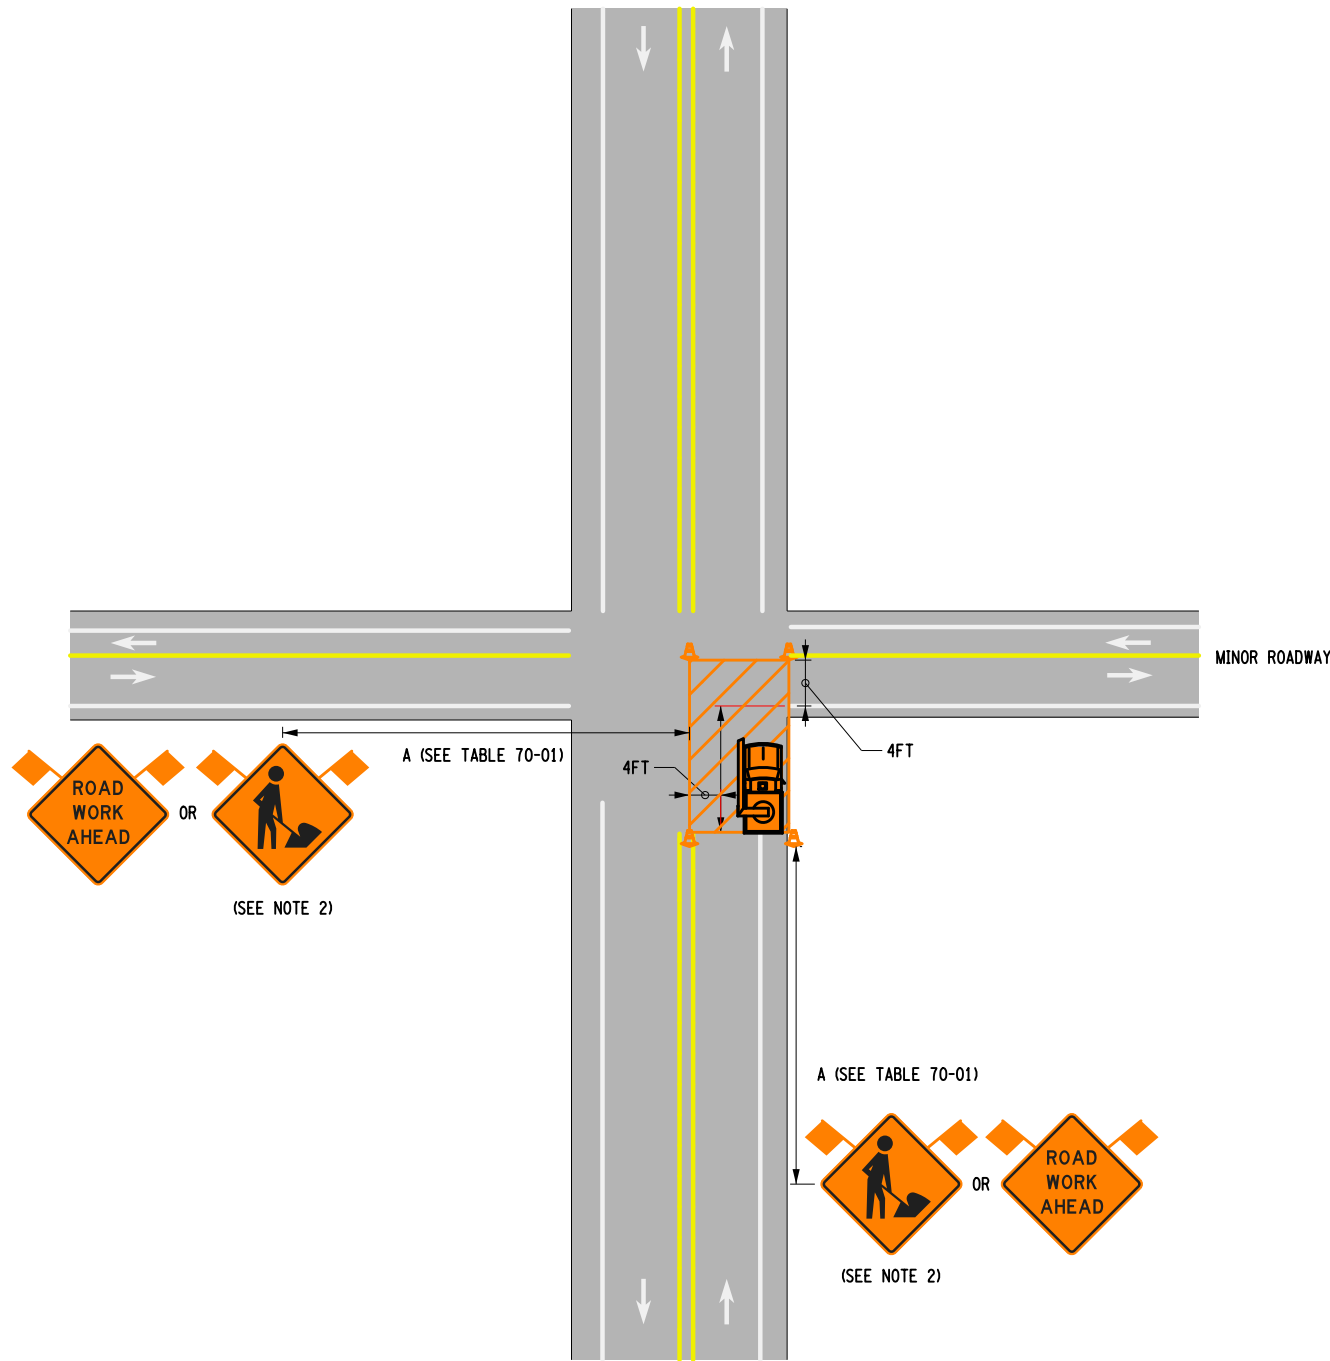 MINOR ROADWAY
A (SEE TABLE 70-01)
4FT
4FT
ROAD
WORK
AHEAD
OR
(SEE NOTE 2)
A (SEE TABLE 70-01)
OR
ROAD
WORK
AHEAD
(SEE NOTE 2)